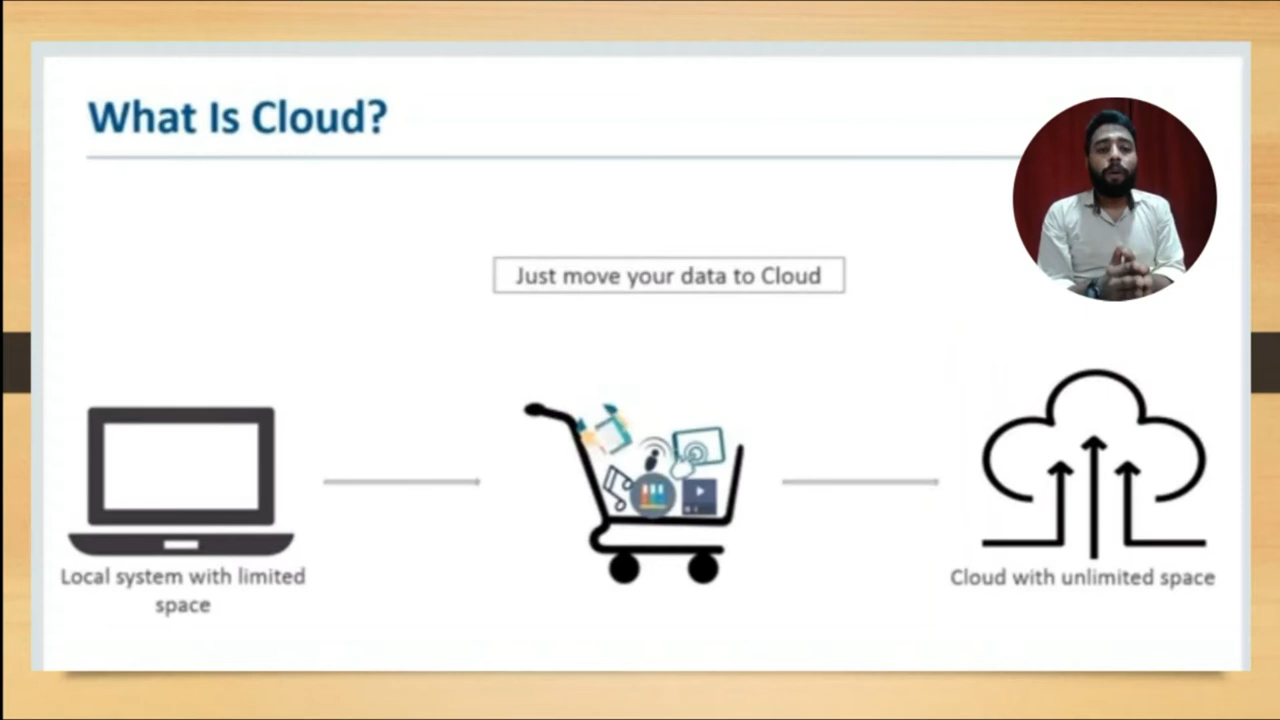 What Is Cloud?
Just move your data to Cloud
Local system with limited
space
Cloud with unlimited space